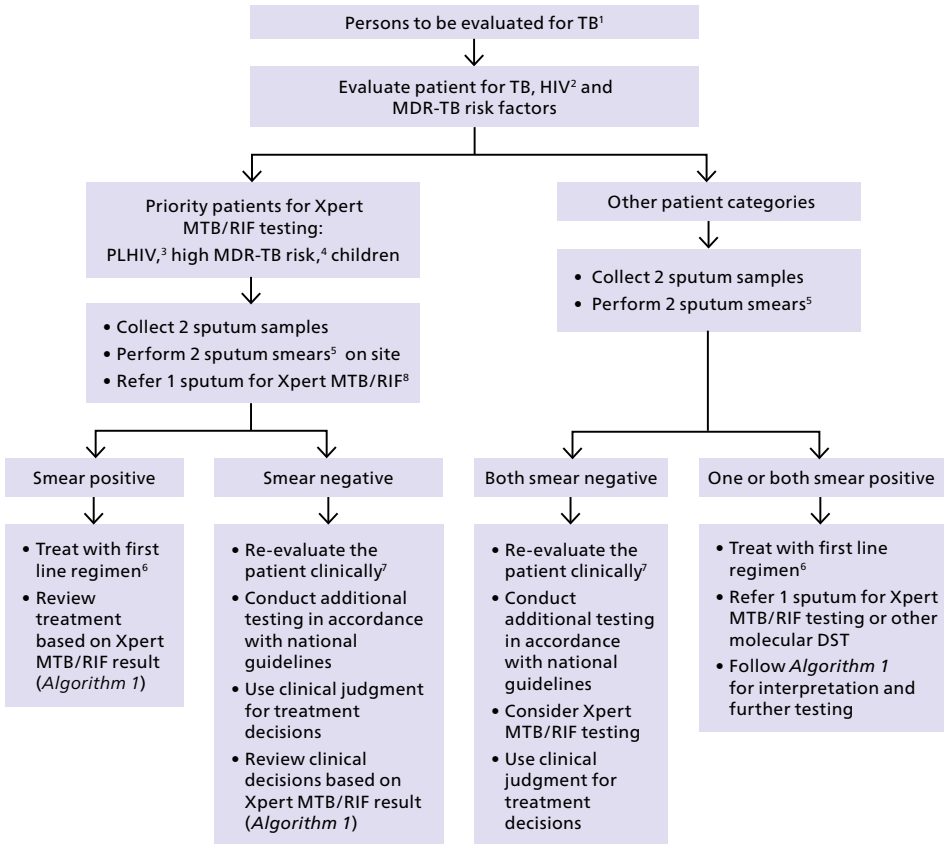 Persons to be evaluated for TB¹
Evaluate patient for TB, HIV² and
MDR-TB risk factors
Priority patients for Xpert
MTB/RIF testing:
PLHIV,³ high MDR-TB risk,⁴ children
Other patient categories
• Collect 2 sputum samples
• Perform 2 sputum smears⁵ on site
• Refer 1 sputum for Xpert MTB/RIF⁸
• Collect 2 sputum samples
• Perform 2 sputum smears⁵
Smear positive
Smear negative
Both smear negative
One or both smear positive
• Treat with first
line regimen⁶
• Review
treatment
based on Xpert
MTB/RIF result
(Algorithm 1)
• Re-evaluate the
patient clinically⁷
• Conduct additional
testing in accordance
with national
guidelines
• Use clinical judgment
for treatment
decisions
• Review clinical
decisions based on
Xpert MTB/RIF result
(Algorithm 1)
• Re-evaluate the
patient clinically⁷
• Conduct
additional testing
in accordance
with national
guidelines
• Consider Xpert
MTB/RIF testing
• Use clinical
judgment for
treatment
decisions
• Treat with first line
regimen⁶
• Refer 1 sputum for Xpert
MTB/RIF testing or other
molecular DST
• Follow Algorithm 1
for interpretation and
further testing